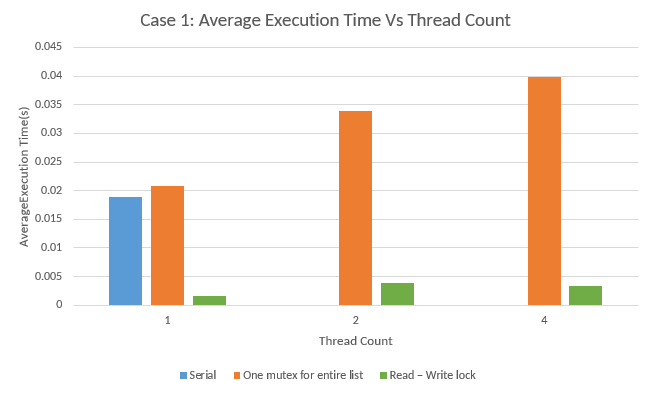 Case 1: Average Execution Time Vs Thread Count
AverageExecution Time(s)
0.045
0.04
0.035
0.03
0.025
0.02
0.015
0.01
0.005
0
1 2 4
Thread Count
Serial One mutex for entire list Read – Write lock